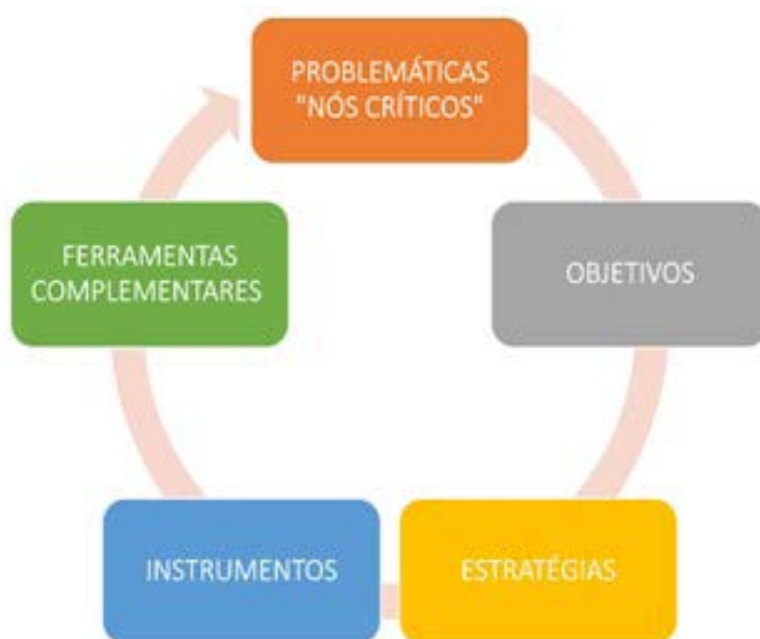 PROBLEMÁTICAS
"NÓS CRÍTICOS"
OBJETIVOS
ESTRATÉGIAS
INSTRUMENTOS
FERRAMENTAS
COMPLEMENTARES